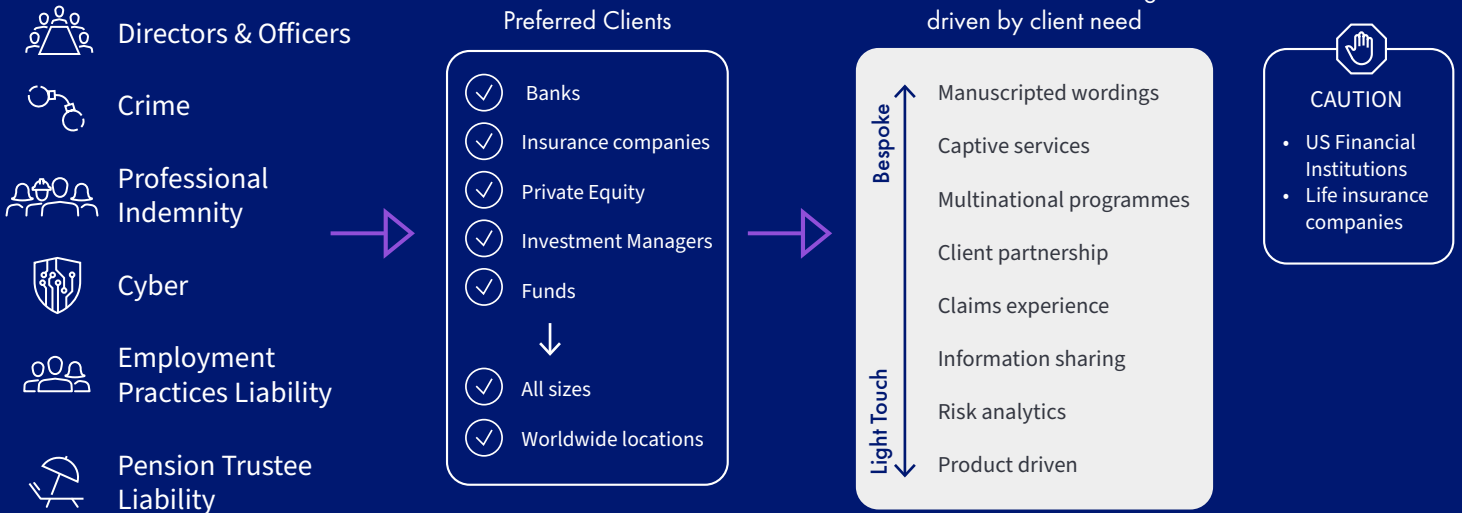 Directors & Officers
Crime
Professional
Indemnity
Cyber
Employment
Practices Liability
Pension Trustee
Liability
Preferred Clients
Banks
Insurance companies
Private Equity
Investment Managers
Funds
All sizes
Worldwide locations
driven by client need
Bespoke
Light Touch
Manuscripted wordings
Captive services
Multinational programmes
Client partnership
Claims experience
Information sharing
Risk analytics
Product driven
CAUTION
• US Financial
Institutions
• Life insurance
companies